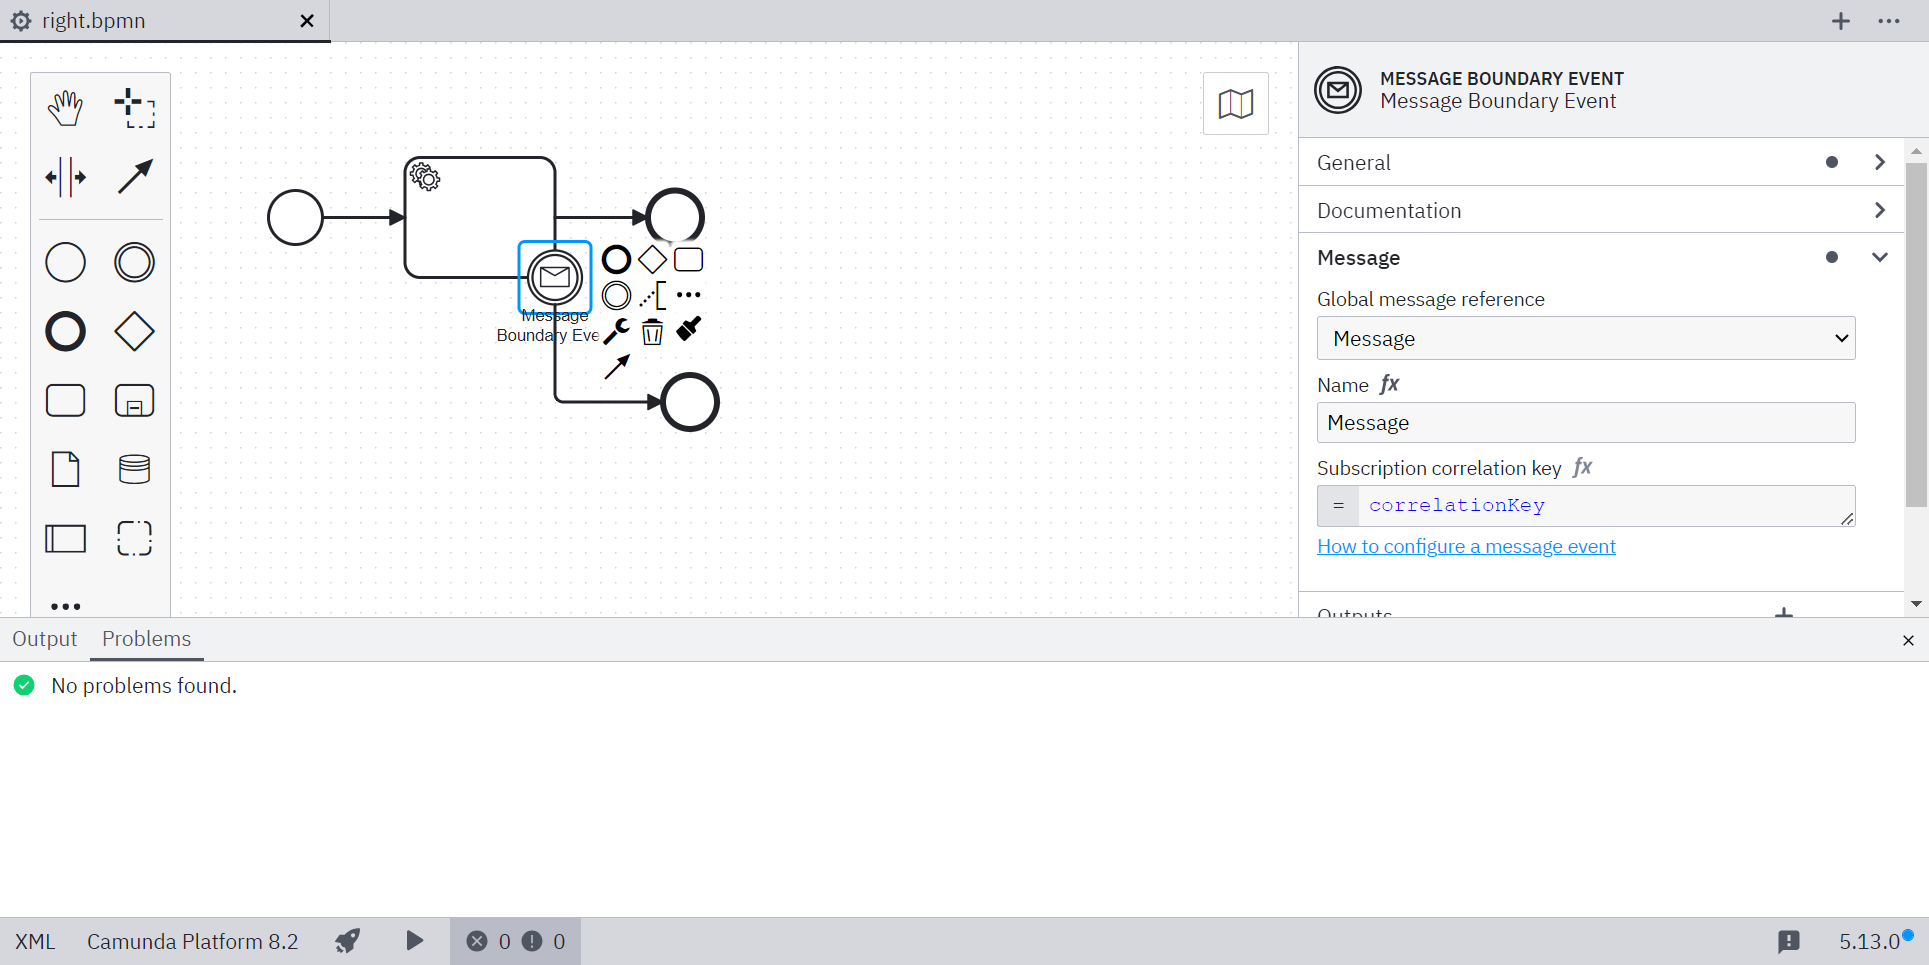 right.bpmn
MESSAGE BOUNDARY EVENT
Message Boundary Event
General
Documentation
Message
Global message reference
Message
Name fx
Message
Subscription correlation key fx
= correlationKey
How to configure a message event
Outputs
Message
Boundary Eve
Output Problems
No problems found.
XML Camunda Platform 8.2 0 0 5.13.0